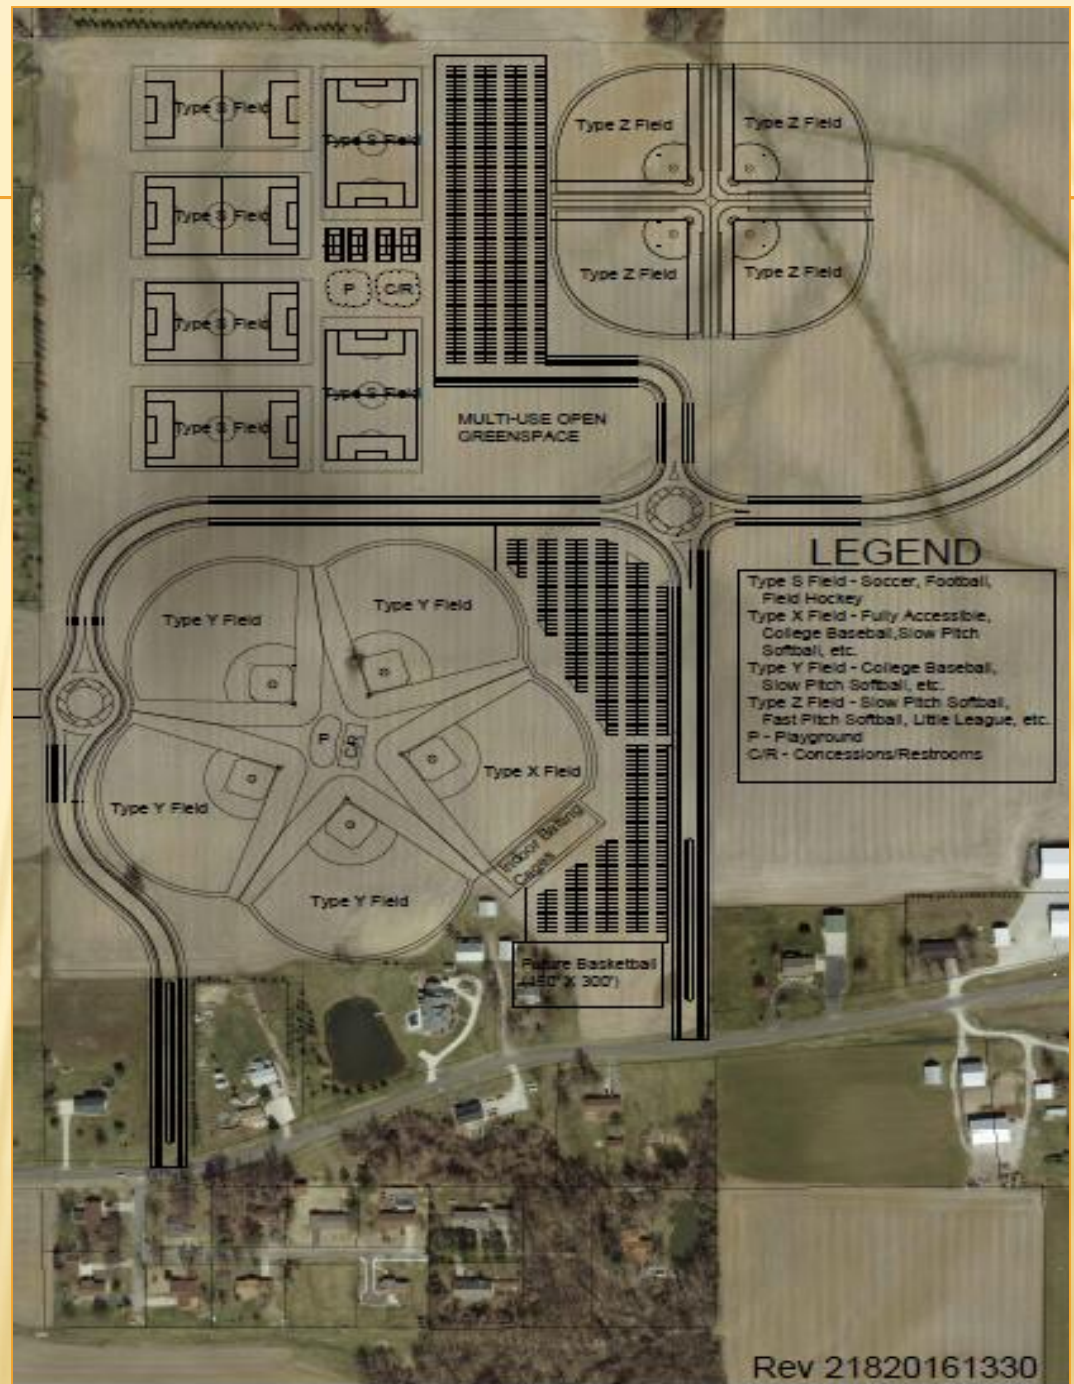 Type S Field
Type S Field
Type Z Field
Type Z Field
Type S Field
Type Z Field
Type Z Field
P
C/R
Type S Field
Type S Field
Type S Field
MULTI-USE OPEN
GREENSPACE
LEGEND
Type S Field - Soccer, Football,
Field Hockey
Type X Field - Fully Accessible,
College Baseball,Slow Pitch
Softball, etc.
Type Y Field - College Baseball,
Slow Pitch Softball, etc.
Type Z Field - Slow Pitch Softball,
Fast Pitch Softball, Little League, etc.
P - Playground
C/R - Concessions/Restrooms
Type Y Field
Type Y Field
P
C/R
Type X Field
Type Y Field
Indoor Batting
Cages
Type Y Field
Future Basketball
X 300')
Rev 21820161330